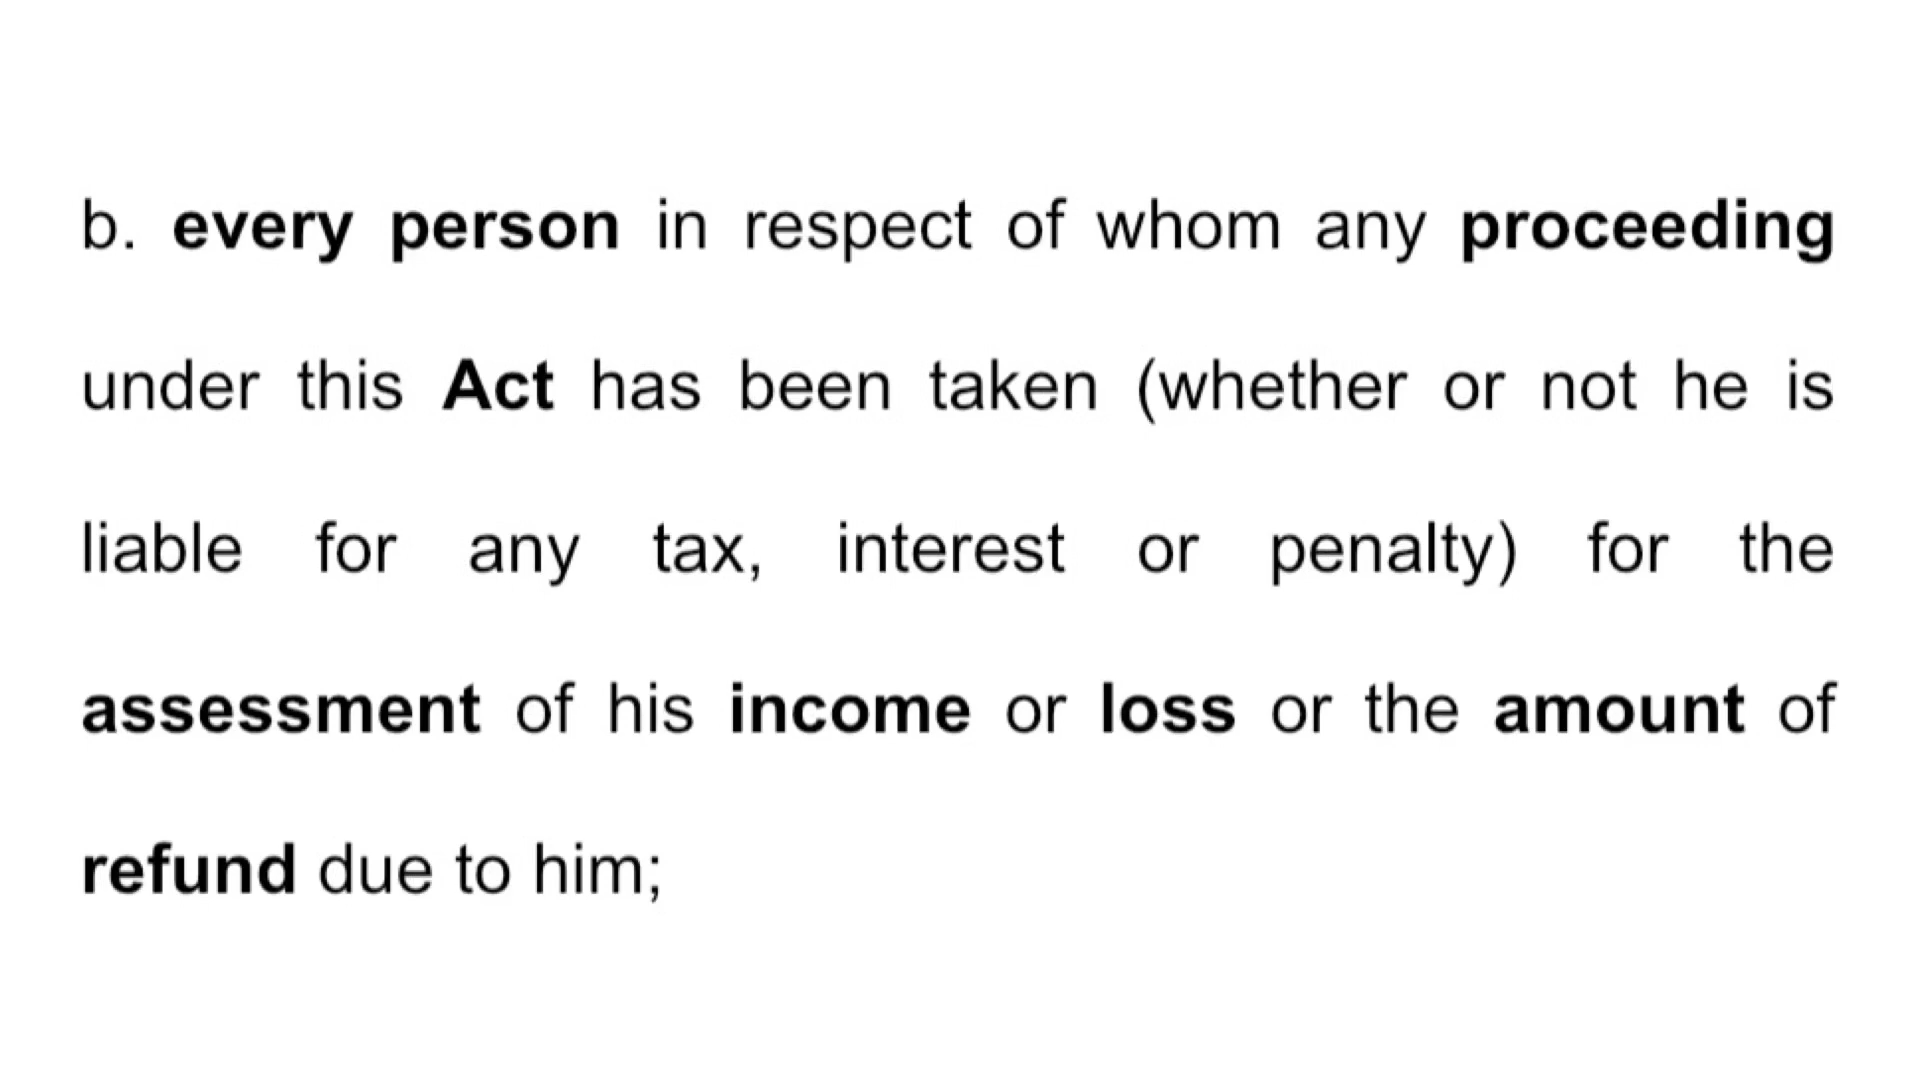 b. every person in respect of whom any proceeding
under this Act has been taken (whether or not he is
liable for any tax, interest or penalty) for the
assessment of his income or loss or the amount of
refund due to him;